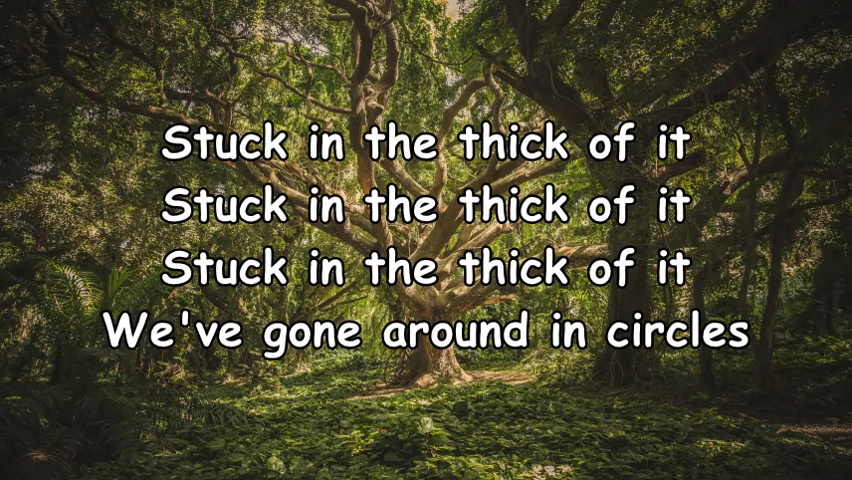 Stuck in the thick of it
Stuck in the thick of it
Stuck in the thick of it
We've gone around in circles